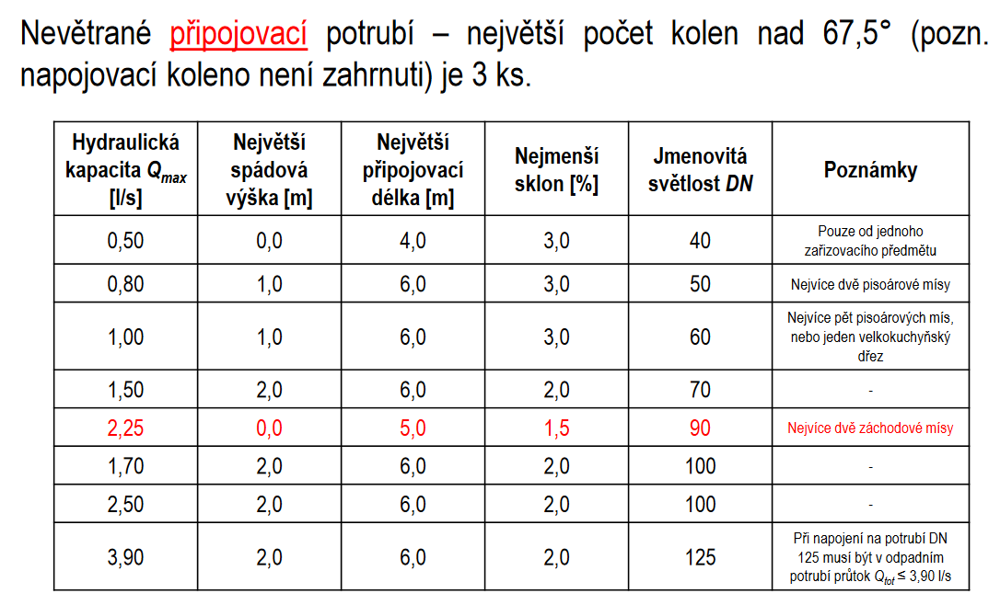 Nevětrané připojovací potrubí – největší počet kolen nad 67,5° (pozn.
napojovací koleno není zahrnuti) je 3 ks.
Hydraulická kapacita Qmax [l/s] | Největší spádová výška [m] | Největší připojovací délka [m] | Nejmenší sklon [%] | Jmenovitá světlost DN | Poznámky
0,50 | 0,0 | 4,0 | 3,0 | 40 | Pouze od jednoho zařizovacího předmětu
0,80 | 1,0 | 6,0 | 3,0 | 50 | Nejvíce dvě pisoárové mísy
1,00 | 1,0 | 6,0 | 3,0 | 60 | Nejvíce pět pisoárových mís, nebo jeden velkokuchyňský dřez
1,50 | 2,0 | 6,0 | 2,0 | 70 | -
2,25 | 0,0 | 5,0 | 1,5 | 90 | Nejvíce dvě záchodové mísy
1,70 | 2,0 | 6,0 | 2,0 | 100 | -
2,50 | 2,0 | 6,0 | 2,0 | 100 | -
3,90 | 2,0 | 6,0 | 2,0 | 125 | Při napojení na potrubí DN 125 musí být v odpadním potrubí průtok Qtot ≤ 3,90 l/s